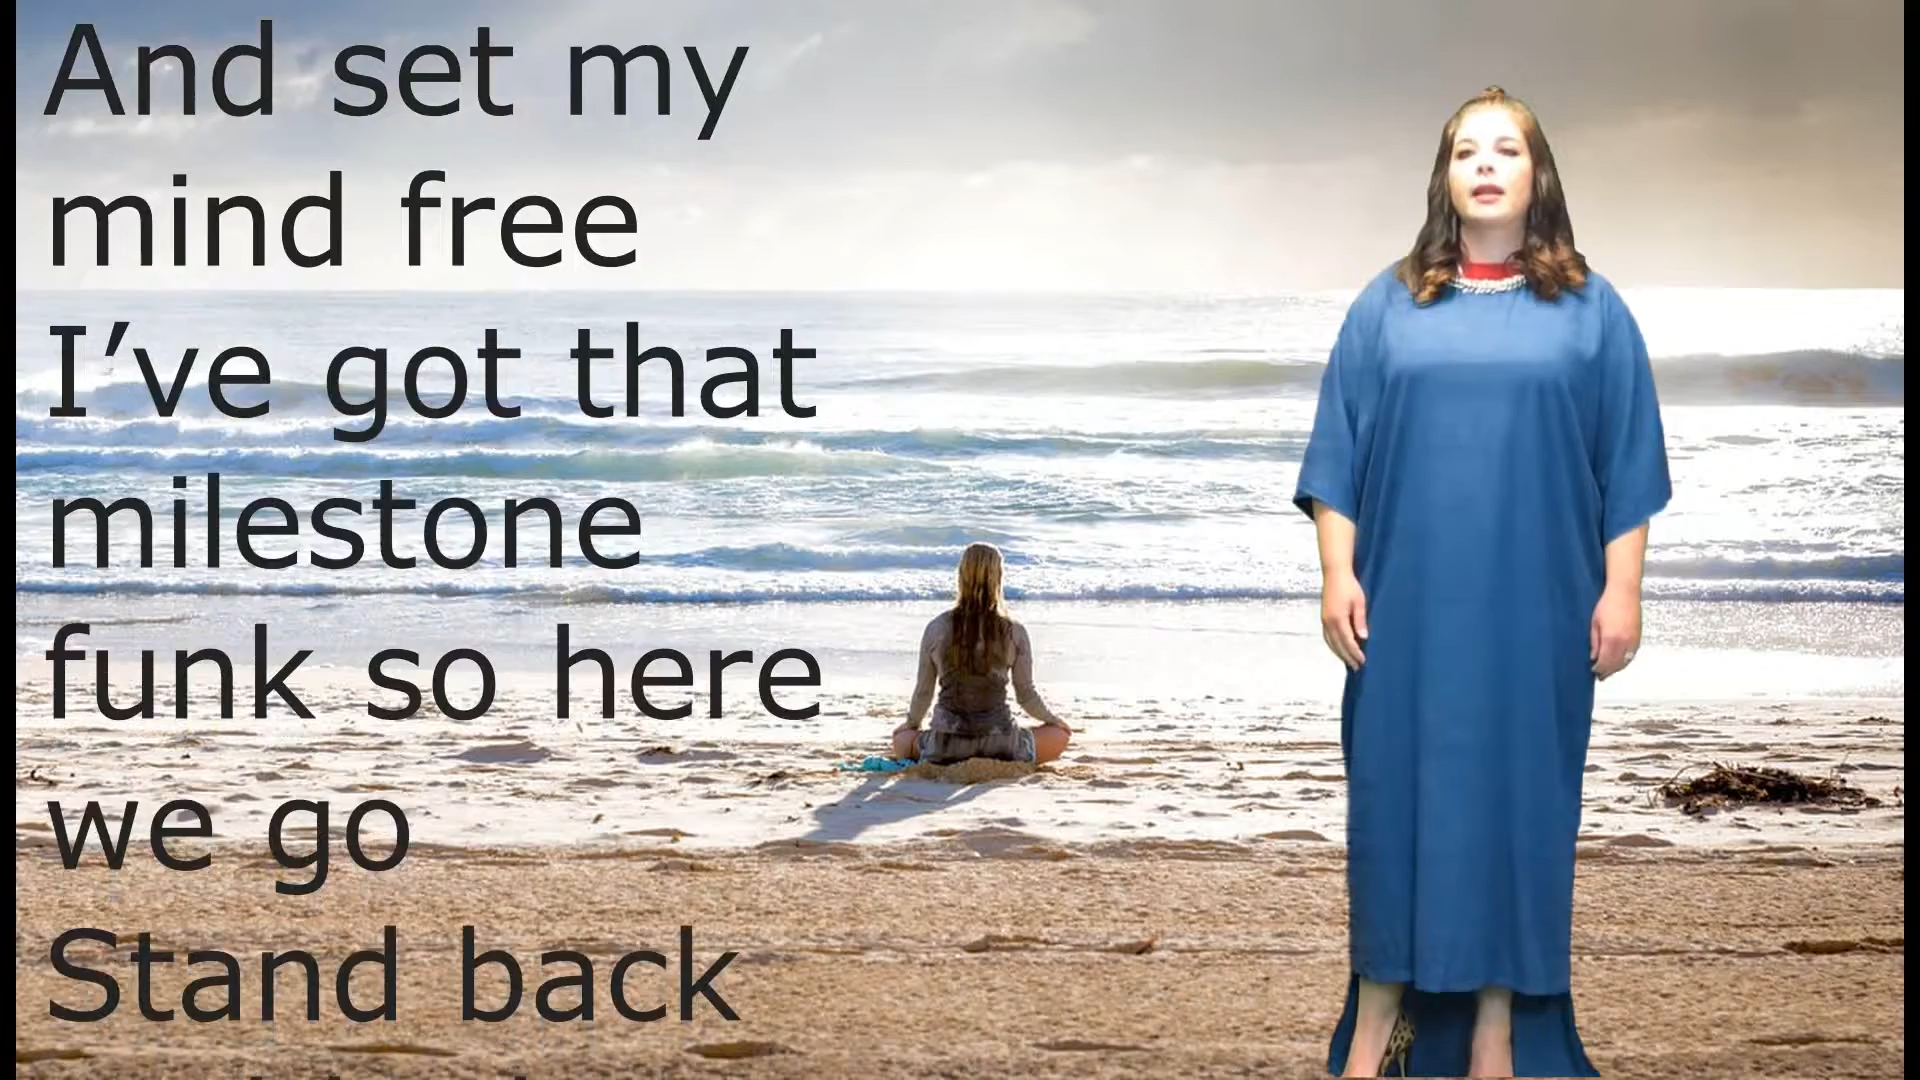 And set my
mind free
I’ve got that
milestone
funk so here
we go
Stand back